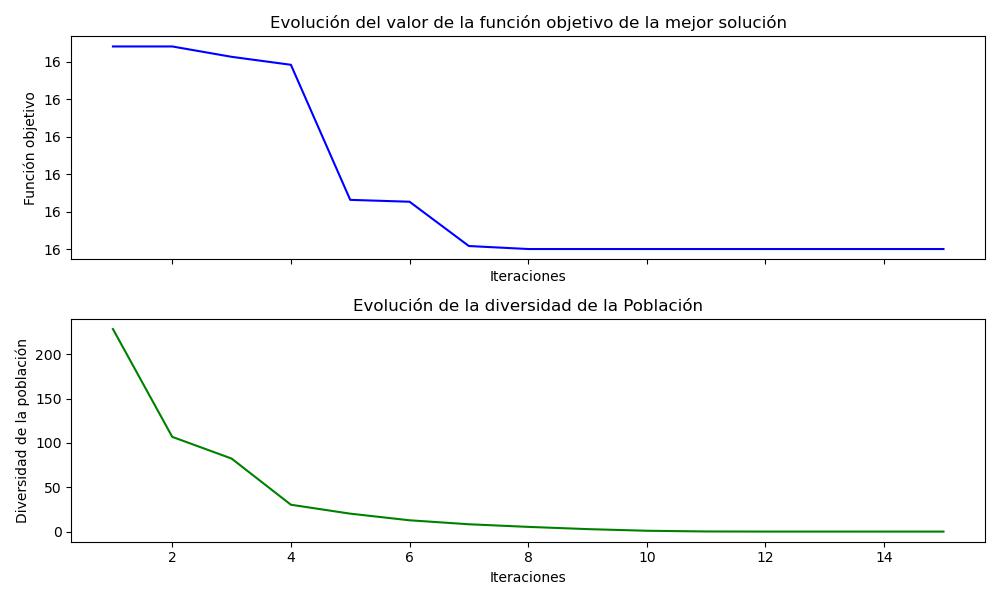 Evolución del valor de la función objetivo de la mejor solución
Función objetivo
16
16
16
16
16
16
Iteraciones
Evolución de la diversidad de la Población
Diversidad de la población
200
150
100
50
0
2 4 6 8 10 12 14
Iteraciones